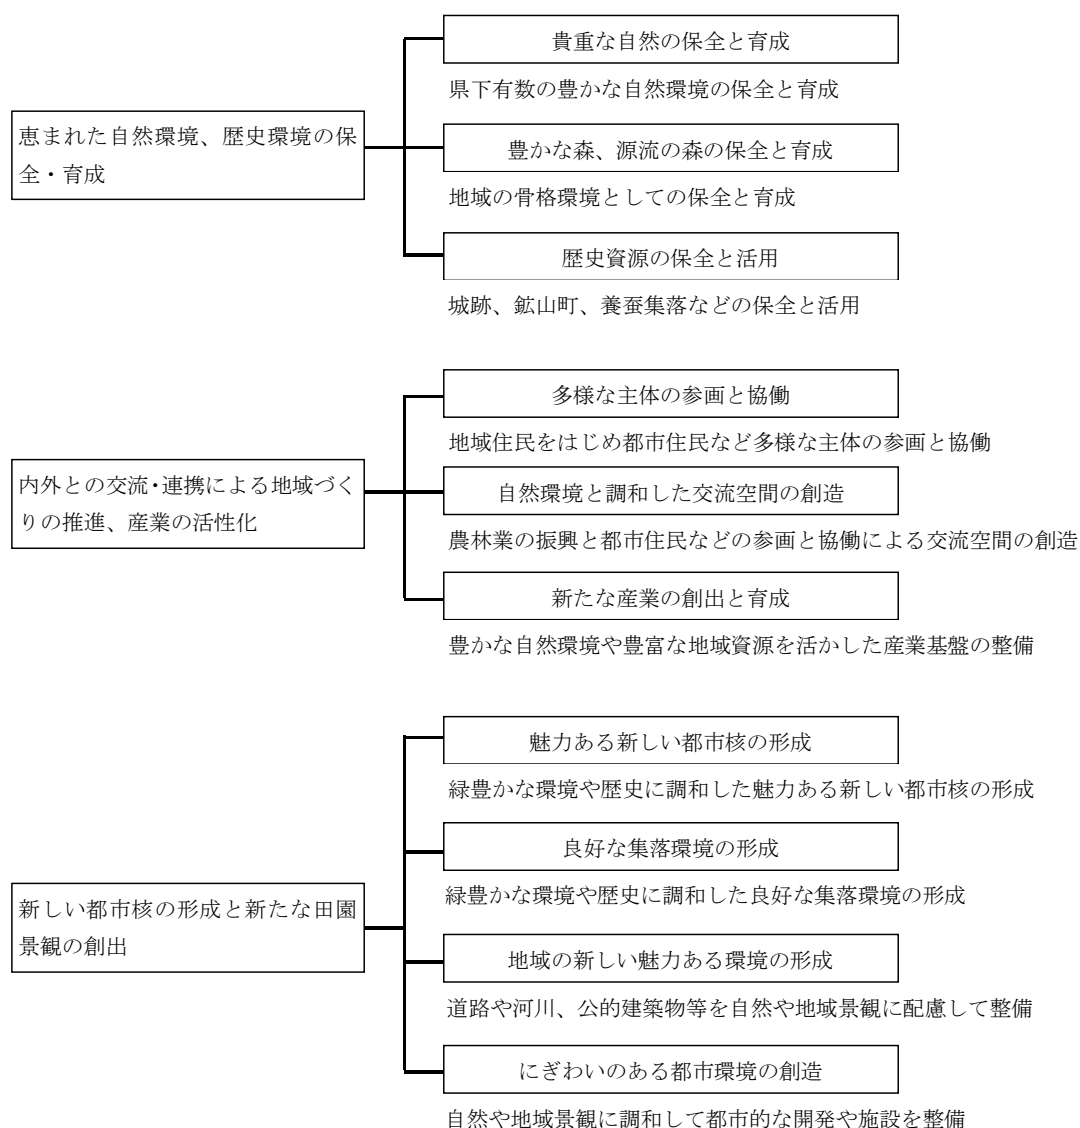 恵まれた自然環境、歴史環境の保
全・育成
貴重な自然の保全と育成
県下有数の豊かな自然環境の保全と育成
豊かな森、源流の森の保全と育成
地域の骨格環境としての保全と育成
歴史資源の保全と活用
城跡、鉱山町、養蚕集落などの保全と活用
内外との交流・連携による地域づく
りの推進、産業の活性化
多様な主体の参画と協働
地域住民をはじめ都市住民など多様な主体の参画と協働
自然環境と調和した交流空間の創造
農林業の振興と都市住民などの参画と協働による交流空間の創造
新たな産業の創出と育成
豊かな自然環境や豊富な地域資源を活かした産業基盤の整備
新しい都市核の形成と新たな田園
景観の創出
魅力ある新しい都市核の形成
緑豊かな環境や歴史に調和した魅力ある新しい都市核の形成
良好な集落環境の形成
緑豊かな環境や歴史に調和した良好な集落環境の形成
地域の新しい魅力ある環境の形成
道路や河川、公的建築物等を自然や地域景観に配慮して整備
にぎわいのある都市環境の創造
自然や地域景観に調和して都市的な開発や施設を整備